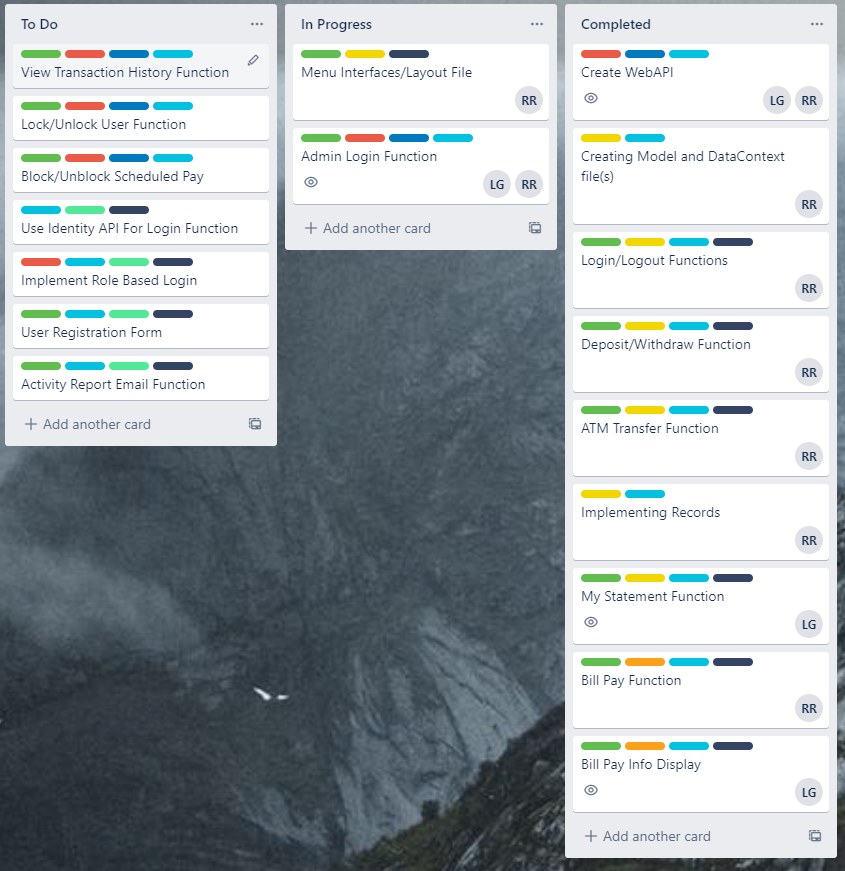 To Do
View Transaction History Function
Lock/Unlock User Function
Block/Unblock Scheduled Pay
Use Identity API For Login Function
Implement Role Based Login
User Registration Form
Activity Report Email Function
Add another card
In Progress
Menu Interfaces/Layout File
RR
Admin Login Function
LG RR
Add another card
Completed
Create WebAPI
LG RR
Creating Model and DataContext
file(s)
RR
Login/Logout Functions
RR
Deposit/Withdraw Function
RR
ATM Transfer Function
RR
Implementing Records
RR
My Statement Function
LG
Bill Pay Function
RR
Bill Pay Info Display
LG
Add another card